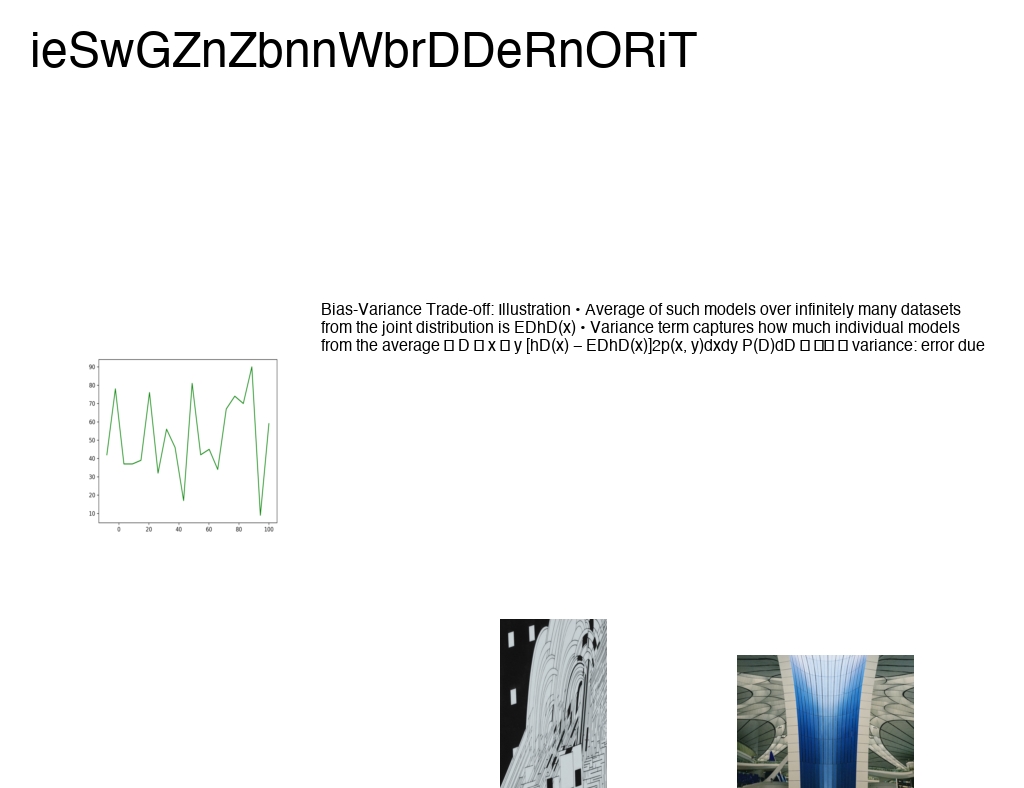 ieSwGZnZbnnWbrDDeRnORiT
Bias-Variance Trade-off: Illustration • Average of such models over infinitely many datasets
from the joint distribution is EDhD(x) • Variance term captures how much individual models
from the average □ D □ x □ y [hD(x) – EDhD(x)]2p(x, y)dxdy P(D)dD □ □□ □ variance: error due
90
80
70
60
50
40
30
20
10
0 20 40 60 80 100